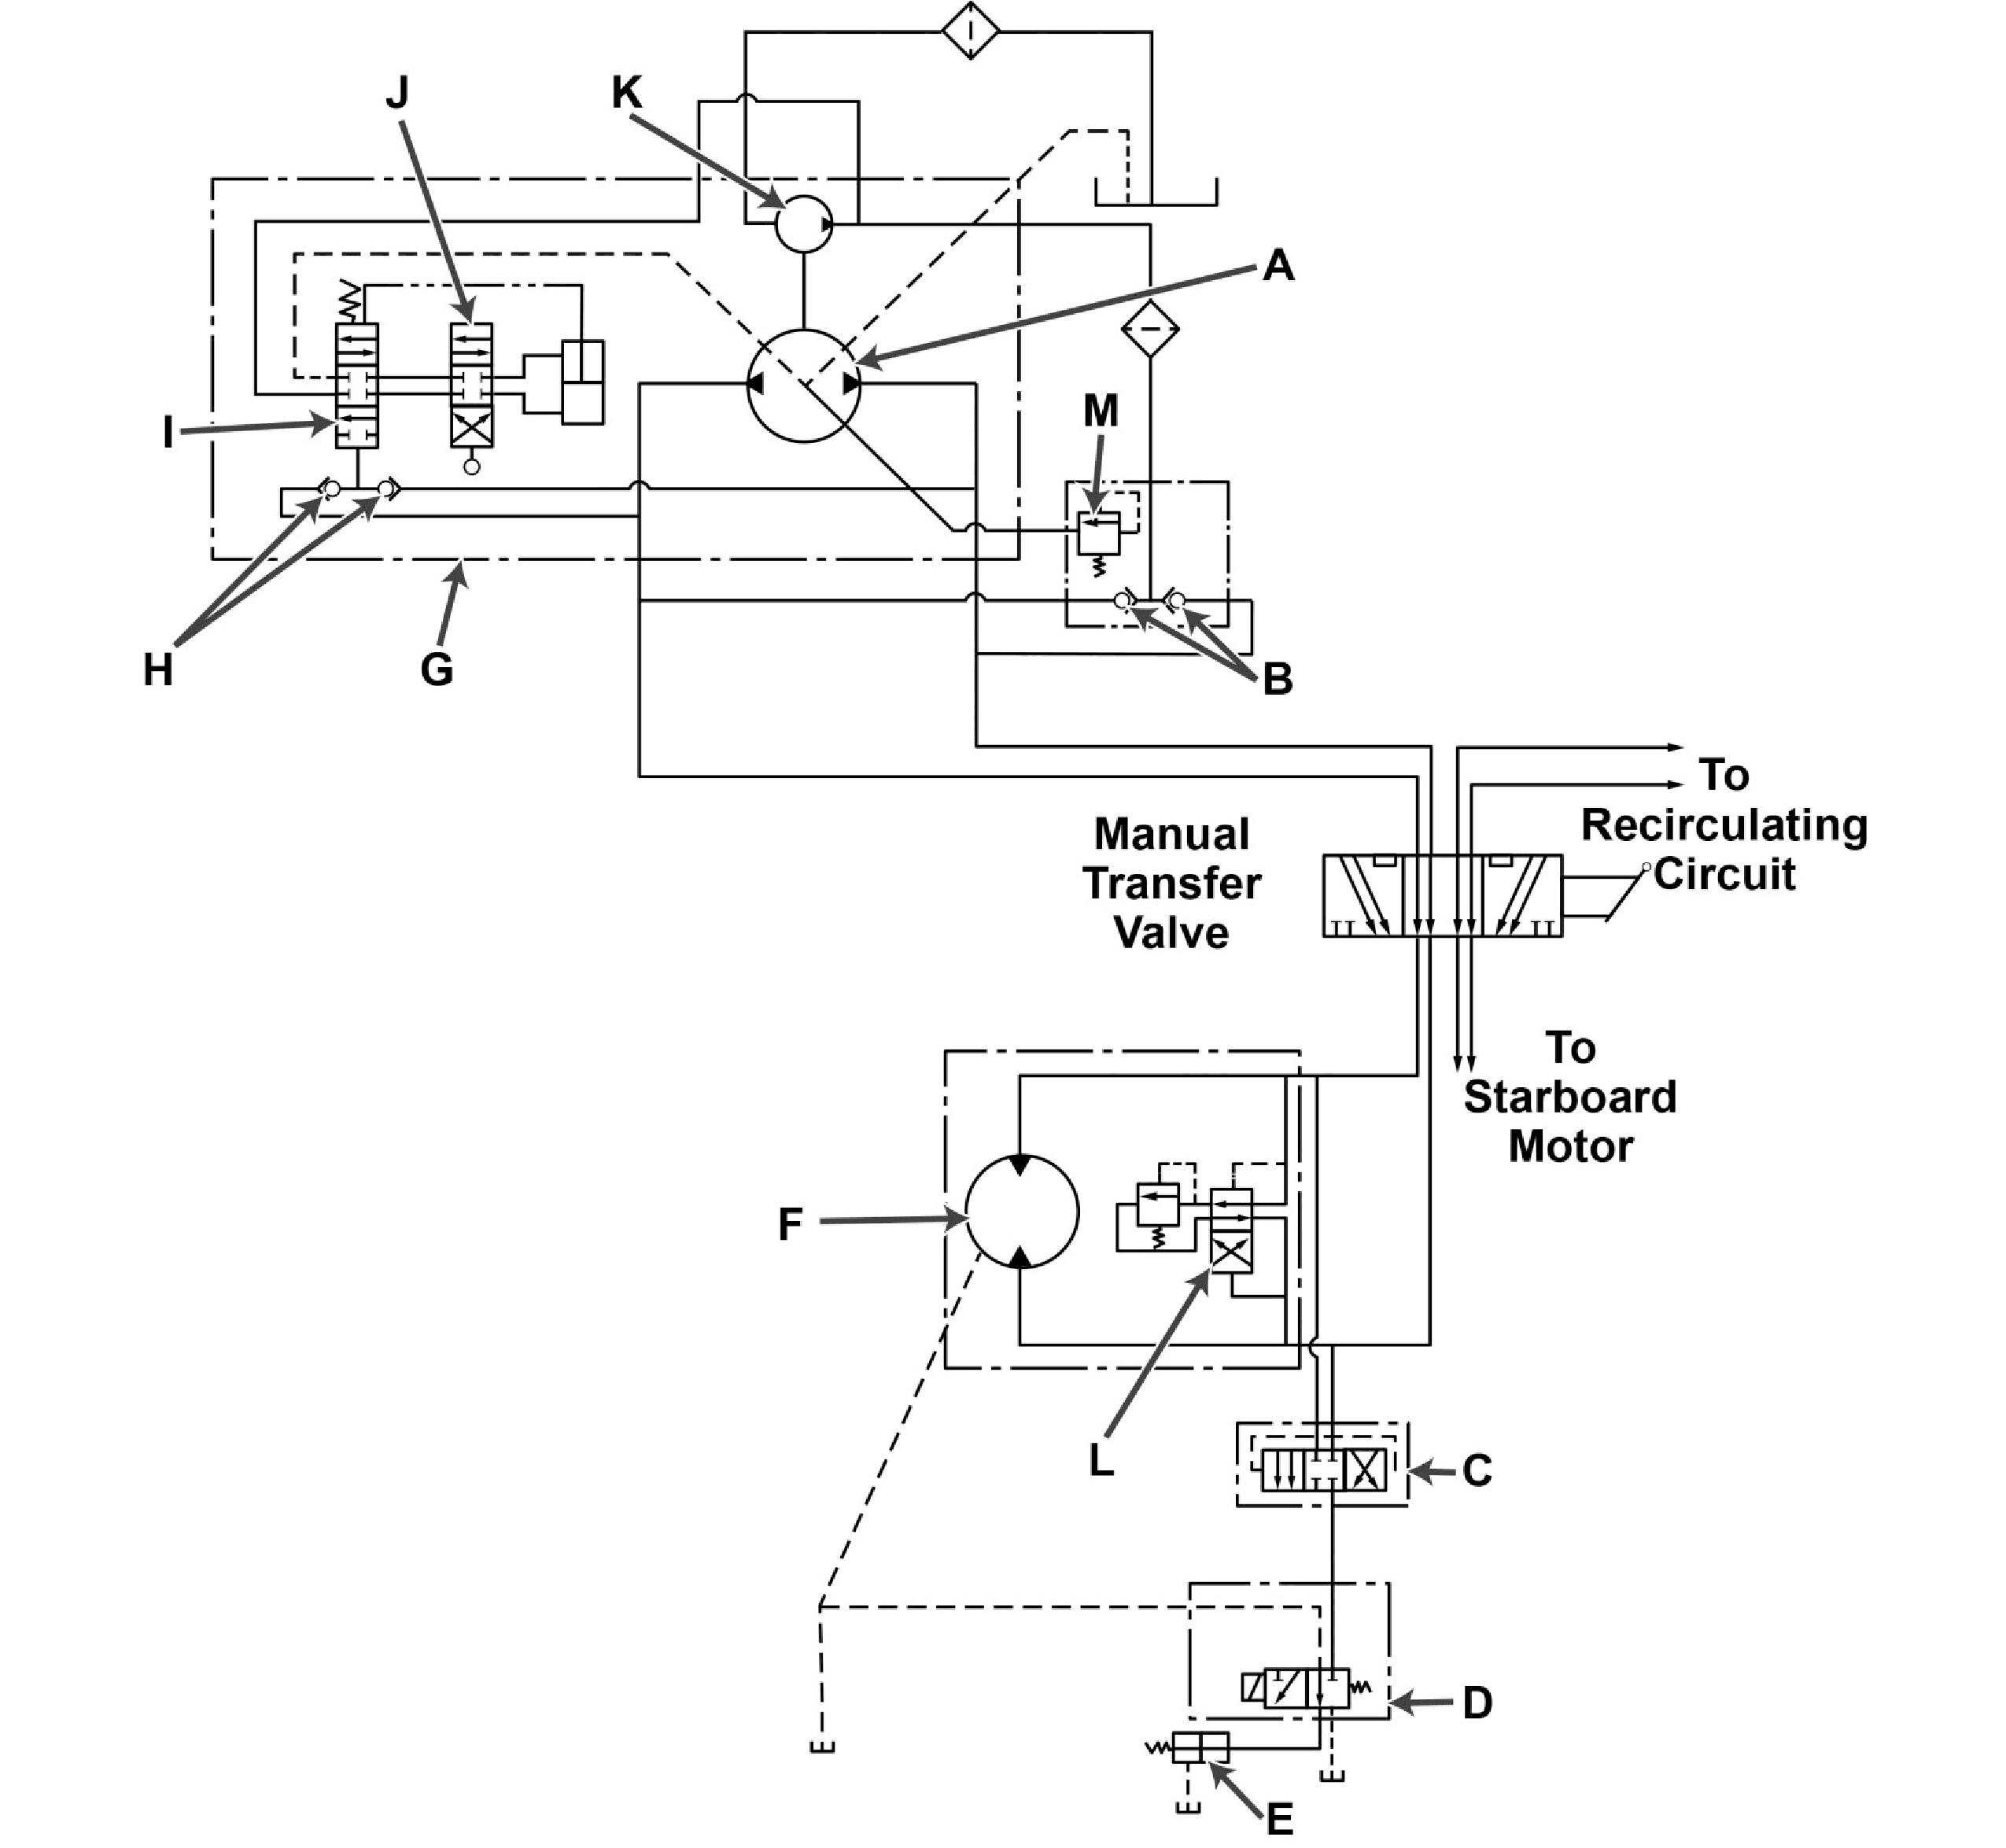 K
J
A
M
I
B
H
G
To
Recirculating
Circuit
Manual
Transfer
Valve
To
Starboard
Motor
F
L
C
D
E